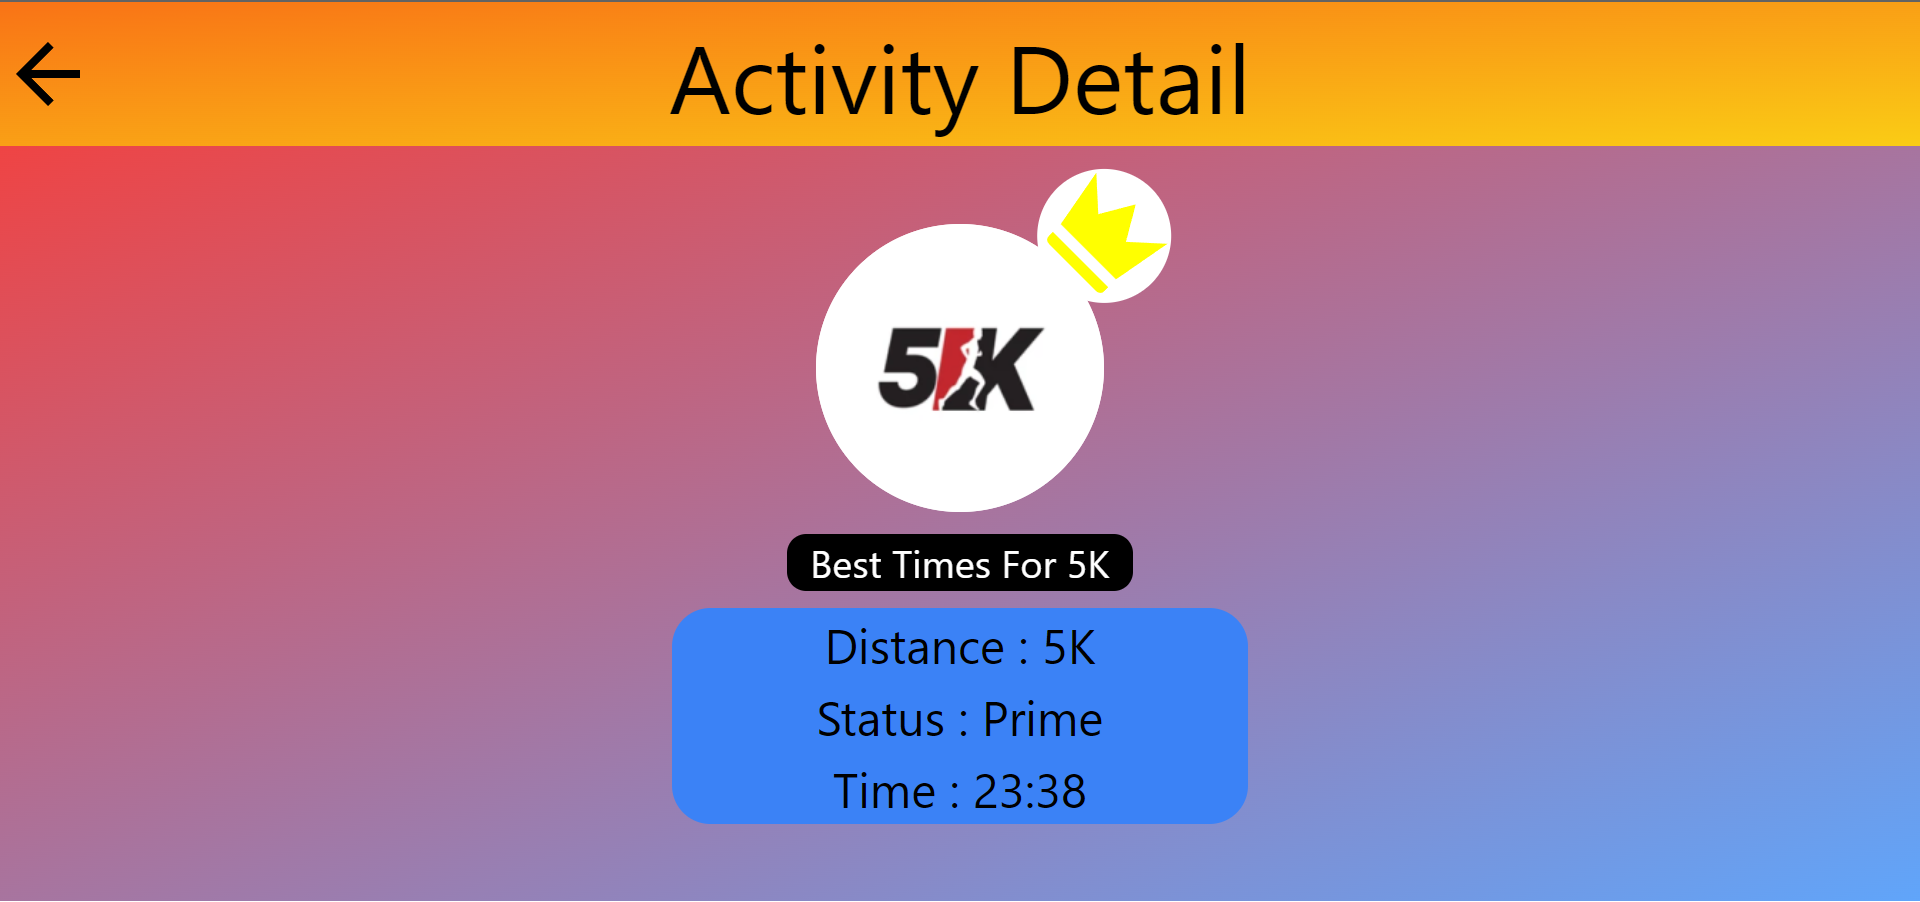 Activity Detail
5K
Best Times For 5K
Distance : 5K
Status : Prime
Time : 23:38